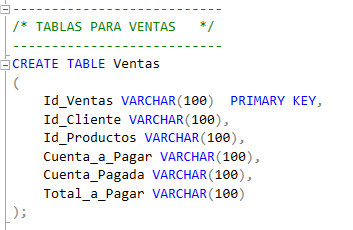 ---------------------------
/* TABLAS PARA VENTAS   */
---------------------------
CREATE TABLE Ventas
(
    Id_Ventas VARCHAR(100)  PRIMARY KEY,
    Id_Cliente VARCHAR(100),
    Id_Productos VARCHAR(100),
    Cuenta_a_Pagar VARCHAR(100),
    Cuenta_Pagada VARCHAR(100),
    Total_a_Pagar VARCHAR(100)
);